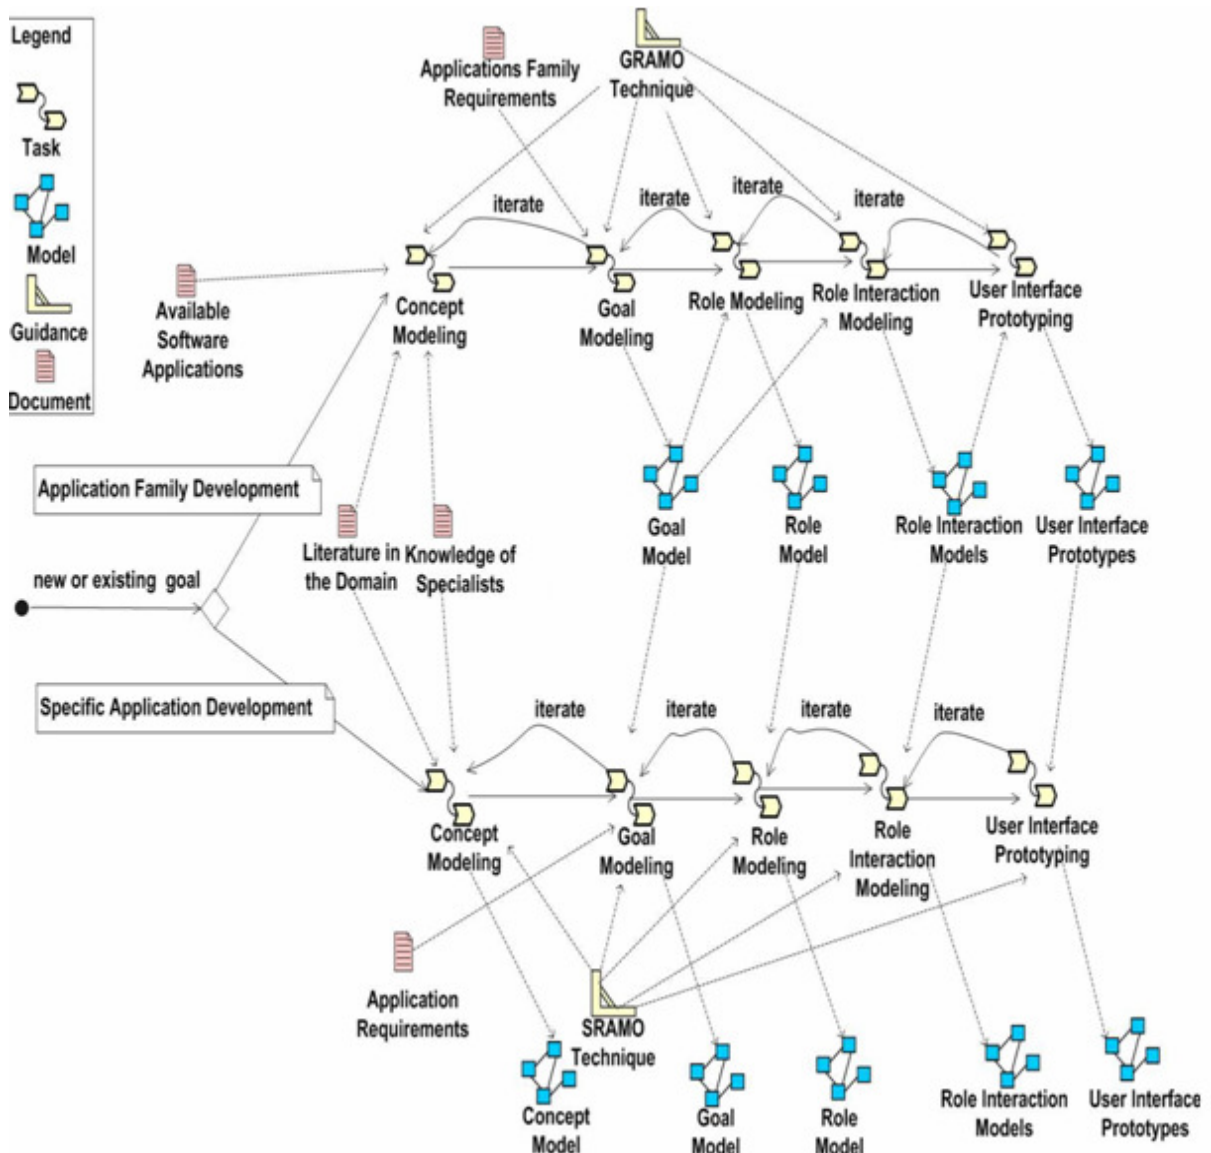 Legend
Task
Model
Guidance
Document
Applications Family
Requirements
GRAMO
Technique
iterate
iterate
iterate
iterate
Available
Software
Applications
Concept
Modeling
Goal
Modeling
Role Modeling
Role Interaction
Modeling
User Interface
Prototyping
Application Family Development
Literature in
the Domain
Knowledge of
Specialists
Goal
Model
Role
Model
Role Interaction
Models
User Interface
Prototypes
new or existing goal
Specific Application Development
iterate
iterate
iterate
iterate
Concept
Modeling
Goal
Modeling
Role
Modeling
Role
Interaction
Modeling
User Interface
Prototyping
Application
Requirements
SRAMO
Technique
Concept
Model
Goal
Model
Role
Model
Role Interaction
Models
User Interface
Prototypes